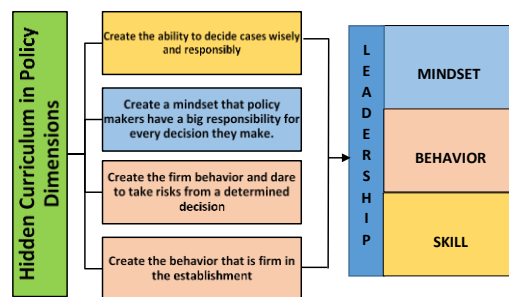 Hidden Curriculum in Policy
Dimensions
Create the ability to decide cases wisely
and responsibly
Create a mindset that policy
makers have a big responsibility for
every decision they make.
Create the firm behavior and dare
to take risks from a determined
decision
Create the behavior that is firm in
the establishment
LEADERSHIP
MINDSET
BEHAVIOR
SKILL